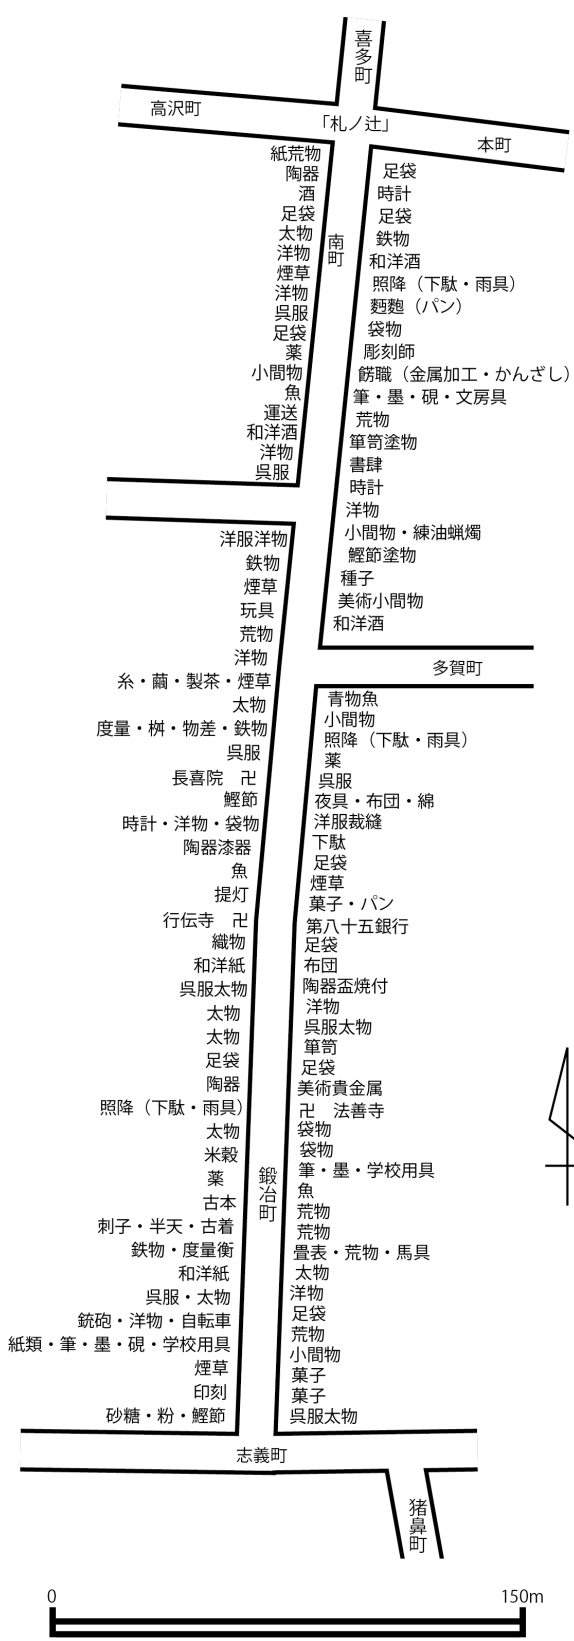 喜多町
高沢町
「札ノ辻」
本町
南町
紙荒物
陶器
酒
足袋
太物
洋物
煙草
洋物
呉服
足袋
薬
小間物
魚
運送
和洋酒
洋物
呉服
足袋
時計
足袋
鉄物
和洋酒
照降（下駄・雨具）
麪麭（パン）
袋物
彫刻師
餝職（金属加工・かんざし）
筆・墨・硯・文房具
荒物
箪笥塗物
書肆
時計
洋物
小間物・練油蝋燭
鰹節塗物
種子
美術小間物
和洋酒
多賀町
洋服洋物
鉄物
煙草
玩具
荒物
洋物
糸・繭・製茶・煙草
太物
度量・桝・物差・鉄物
呉服
長喜院　卍
鰹節
時計・洋物・袋物
陶器漆器
魚
提灯
行伝寺　卍
織物
和洋紙
呉服太物
太物
太物
足袋
陶器
照降（下駄・雨具）
太物
米穀
薬
古本
刺子・半天・古着
鉄物・度量衡
和洋紙
呉服・太物
銃砲・洋物・自転車
紙類・筆・墨・硯・学校用具
煙草
印刻
砂糖・粉・鰹節
鍛冶町
青物魚
小間物
照降（下駄・雨具）
薬
呉服
夜具・布団・綿
洋服裁縫
下駄
足袋
煙草
菓子・パン
第八十五銀行
足袋
布団
陶器盃焼付
洋物
呉服太物
箪笥
足袋
美術貴金属
卍　法善寺
袋物
袋物
筆・墨・学校用具
魚
荒物
荒物
畳表・荒物・馬具
太物
洋物
足袋
荒物
小間物
菓子
菓子
呉服太物
志義町
猪鼻町
0
150m